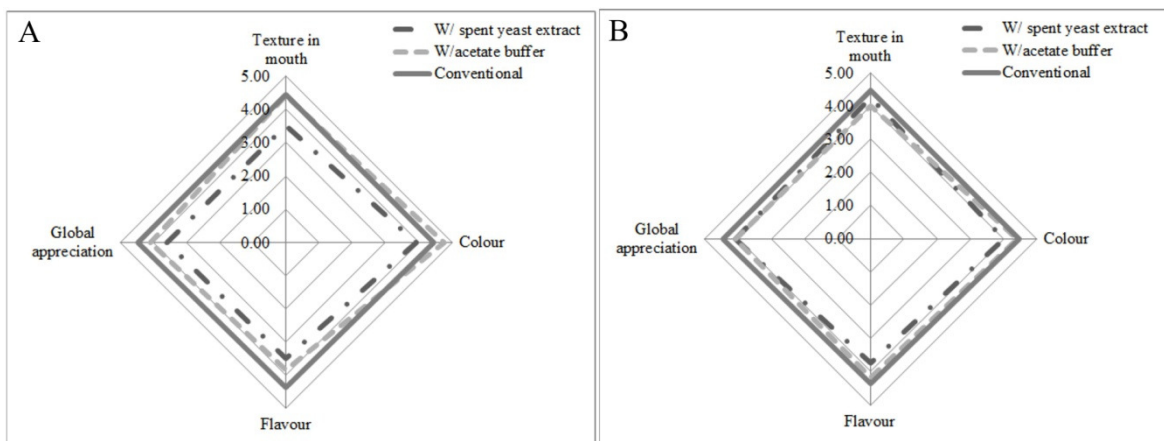 A
W/ spent yeast extract
W/acetate buffer
Conventional
Texture in
mouth
5.00
4.00
3.00
2.00
1.00
0.00
Global
appreciation
Colour
Flavour
B
W/ spent yeast extract
W/acetate buffer
Conventional
Texture in
mouth
5.00
4.00
3.00
2.00
1.00
0.00
Global
appreciation
Colour
Flavour